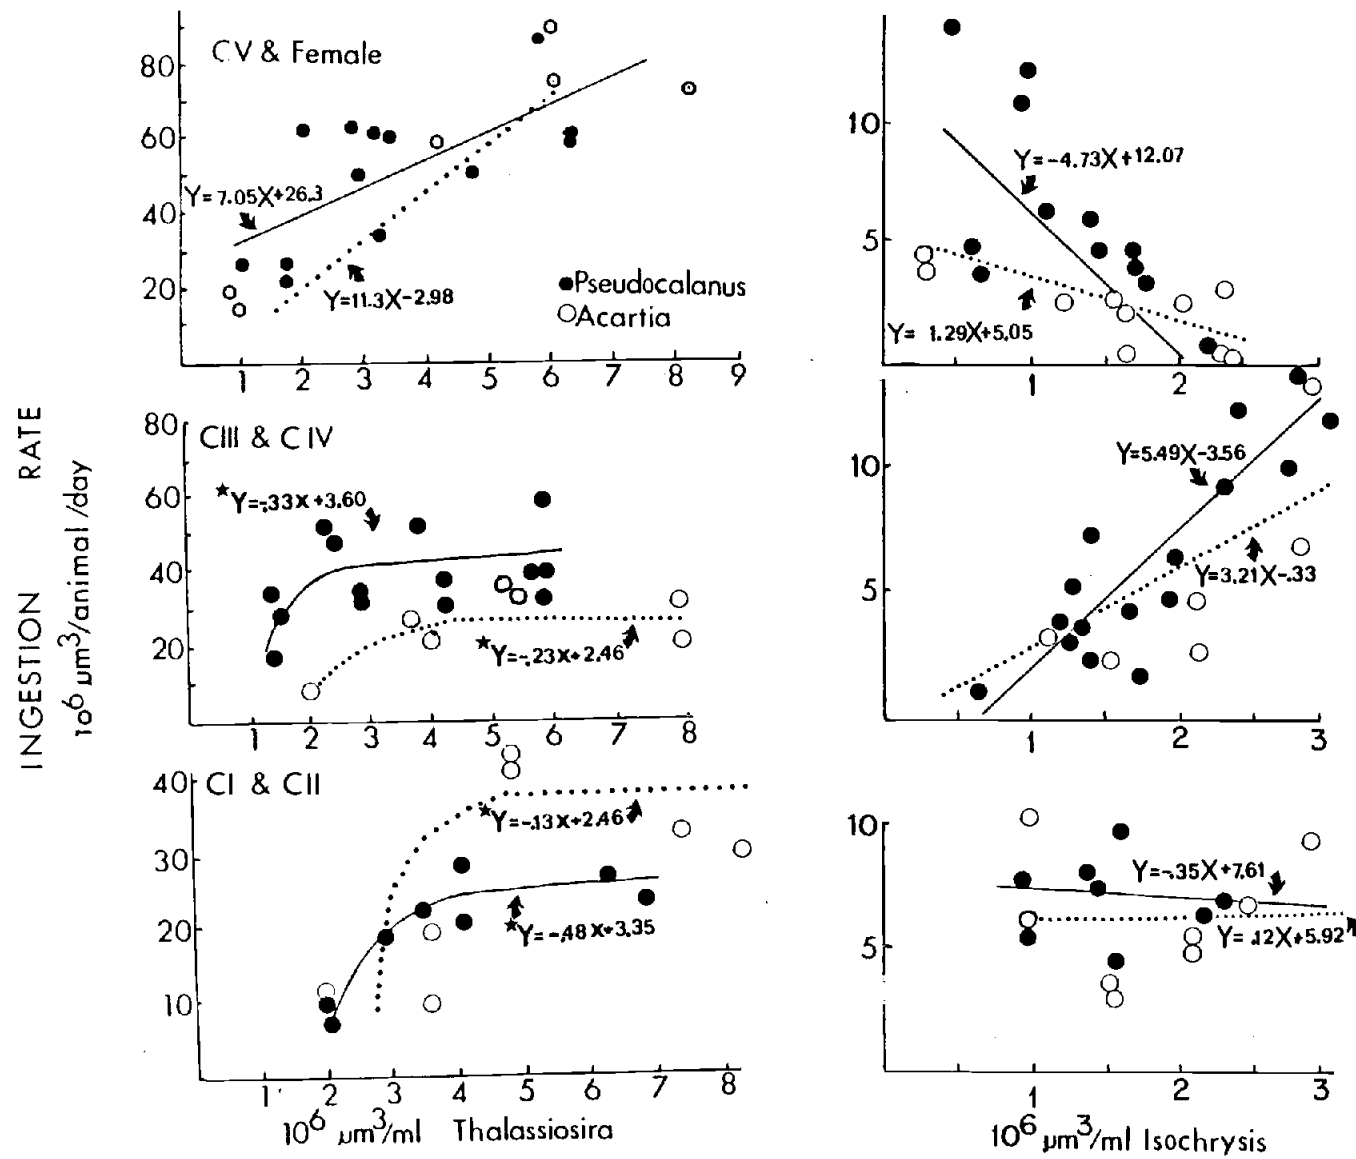 CV & Female
80
60
40
20
Y=7.05X+26.3
Y=11.3X-2.98
Pseudocalanus
Acartia
1 2 3 4 5 6 7 8 9
10
5
Y=-4.73X+12.07
Y= 1.29X+5.05
1 2
INGESTION RATE
10⁶ µm³/animal/day
CIII & CIV
80
60
40
20
★Y=-.33X+3.60
★Y=-.23X+2.46
1 2 3 4 5 6 7 8
10
5
Y=5.49X-3.56
Y=3.21X-.33
1 2 3
CI & CII
40
30
20
10
★Y=-.13X+2.46
★Y=-.48X+3.35
1 2 3 4 5 6 7 8
10⁶ µm³/ml Thalassiosira
10
5
Y=-.35X+7.61
Y=.12X+5.92
1 2 3
10⁶ µm³/ml Isochrysis